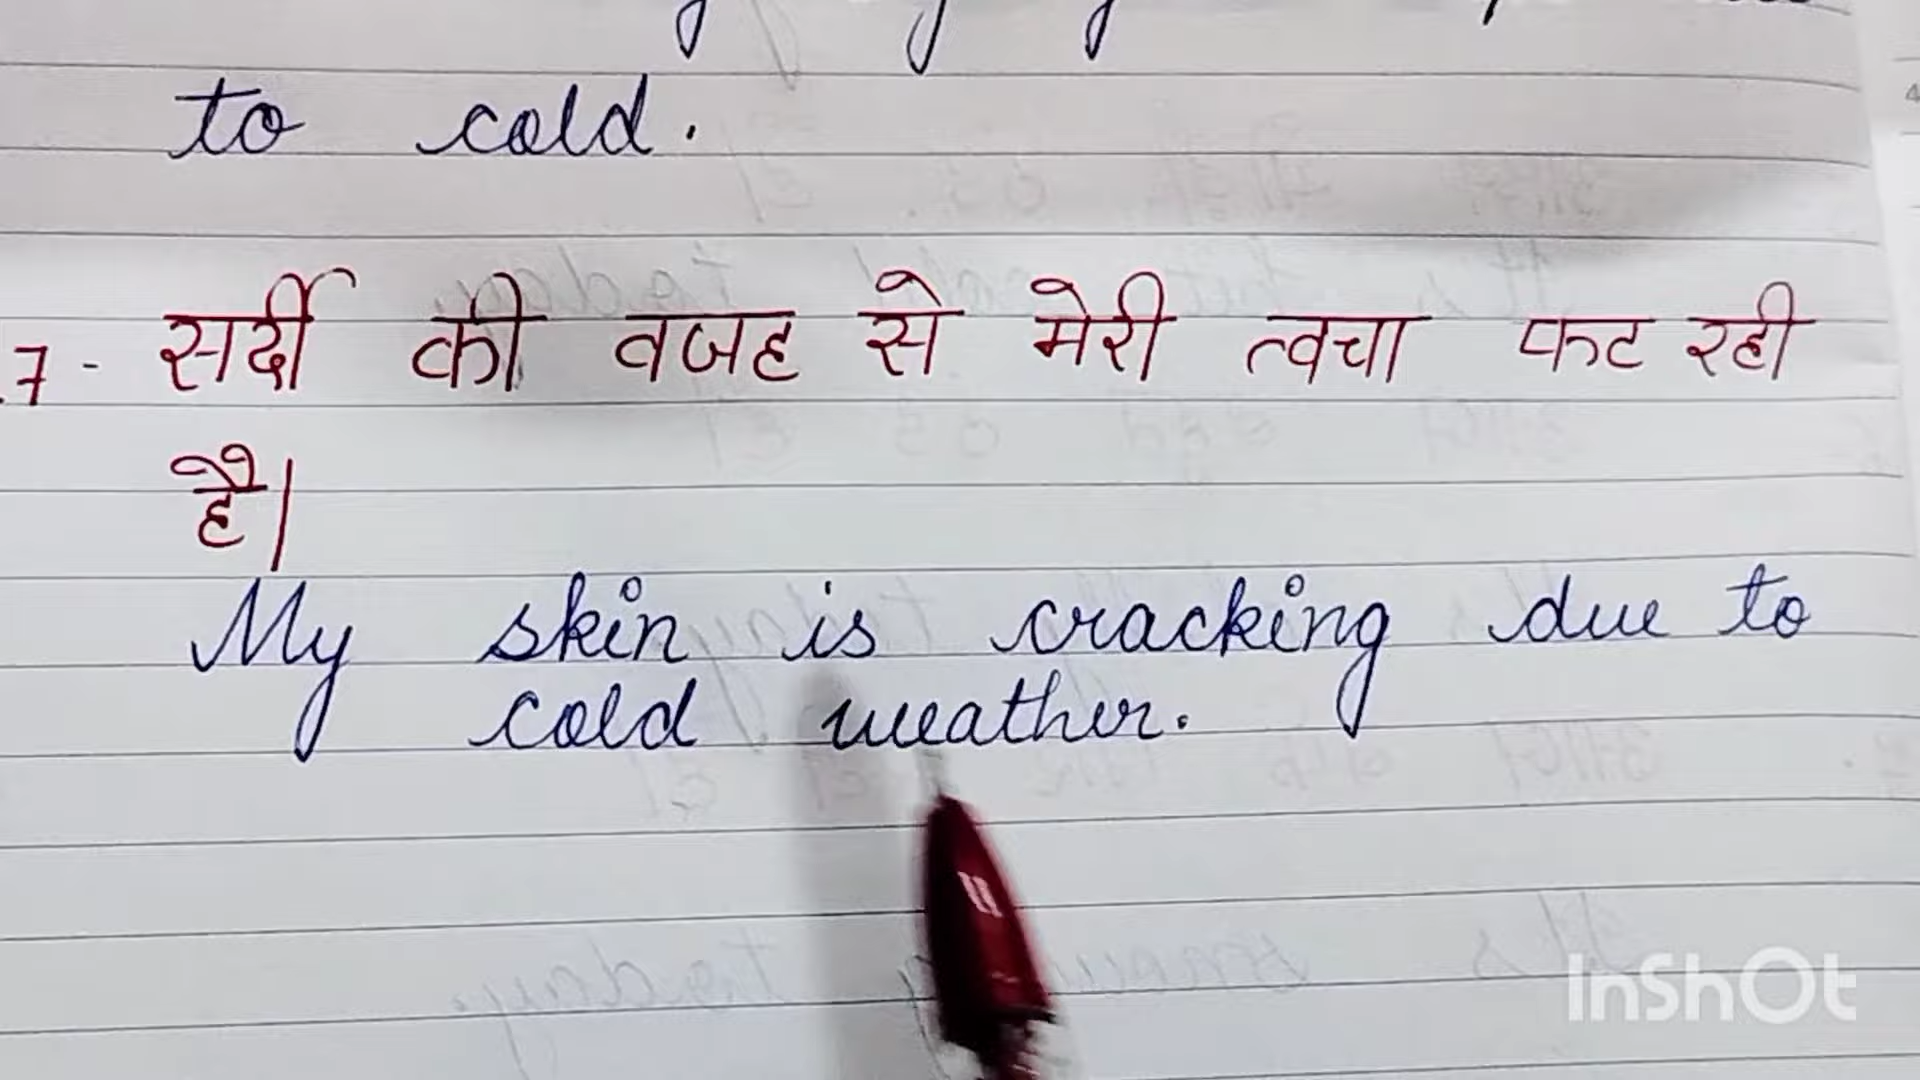 to cold.
7- सर्दी की वजह से मेरी त्वचा फट रही
है।
My skin is cracking due to
cold weather.
InShOt